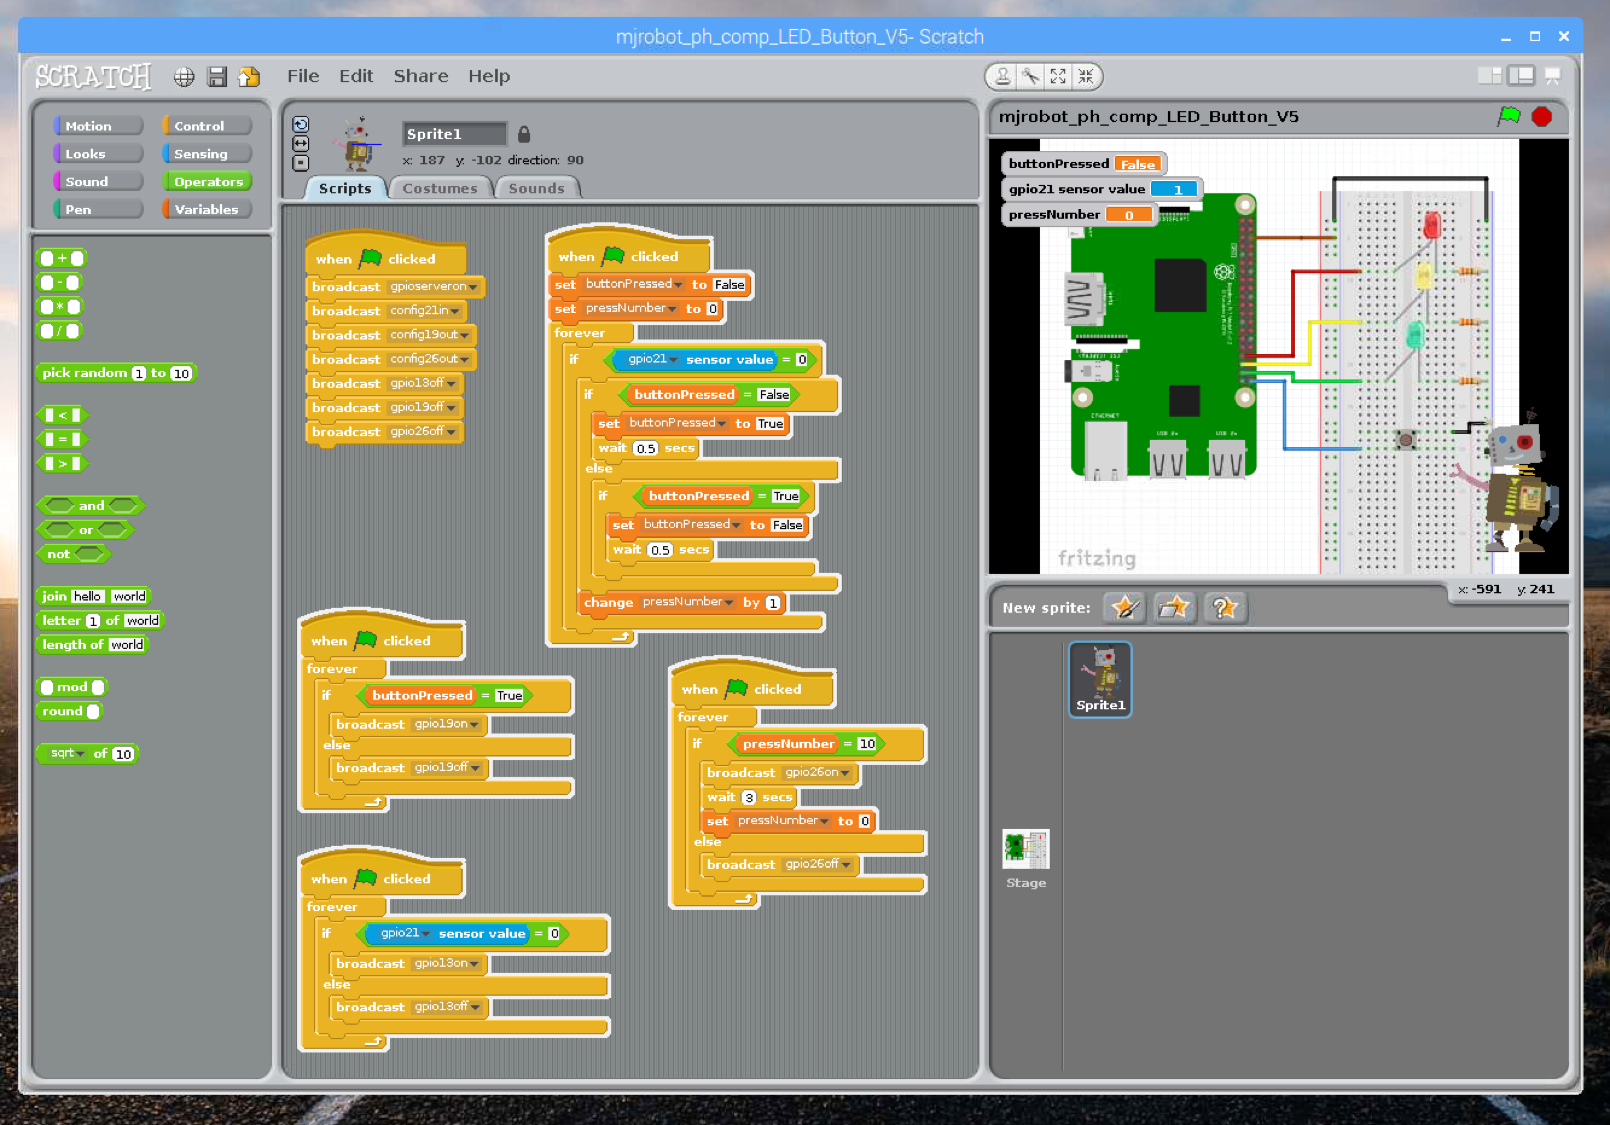 mjrobot_ph_comp_LED_Button_V5- Scratch
SCRATCH
File Edit Share Help
Motion Control
Looks Sensing
Sound Operators
Pen Variables
+
-
*
/
pick random 1 to 10
<
=
>
and
or
not
join hello world
letter 1 of world
length of world
mod
round
sqrt of 10
Sprite1
x: 187 y: -102 direction: 90
Scripts Costumes Sounds
when clicked
broadcast gpioserveron
broadcast config21in
broadcast config19out
broadcast config26out
broadcast gpio13off
broadcast gpio19off
broadcast gpio26off
when clicked
set buttonPressed to False
set pressNumber to 0
forever
if gpio21 sensor value = 0
if buttonPressed = False
set buttonPressed to True
wait 0.5 secs
else
if buttonPressed = True
set buttonPressed to False
wait 0.5 secs
change pressNumber by 1
when clicked
forever
if buttonPressed = True
broadcast gpio19on
else
broadcast gpio19off
when clicked
forever
if pressNumber = 10
broadcast gpio26on
wait 3 secs
set pressNumber to 0
else
broadcast gpio26off
when clicked
forever
if gpio21 sensor value = 0
broadcast gpio13on
else
broadcast gpio13off
mjrobot_ph_comp_LED_Button_V5
buttonPressed False
gpio21 sensor value 1
pressNumber 0
ETHERNET
USB 2x
USB 2x
fritzing
x: -591 y: 241
New sprite:
Sprite1
Stage